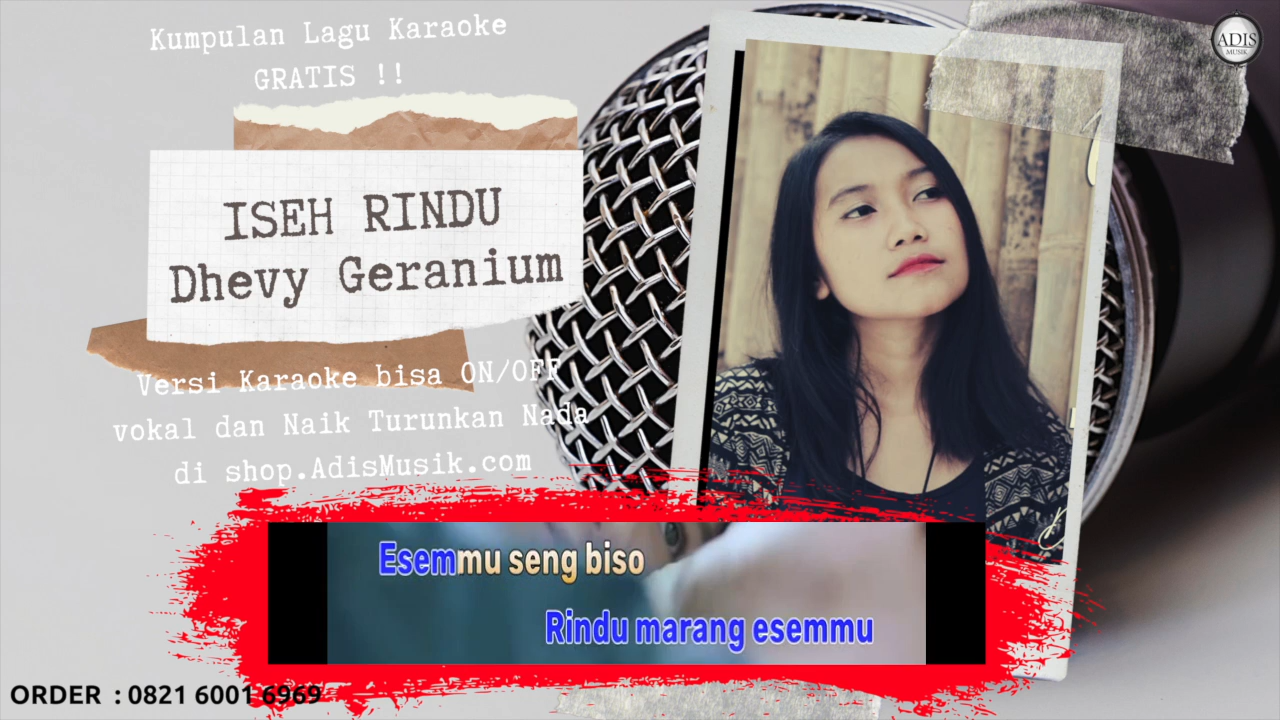 Kumpulan Lagu Karaoke
GRATIS !!
ADIS
MUSIK
ISEH RINDU
Dhevy Geranium
Versi Karaoke bisa ON/OFF
vokal dan Naik Turunkan Nada
di shop.AdisMusik.com
Esemmu seng biso
Rindu marang esemmu
ORDER : 0821 6001 6969